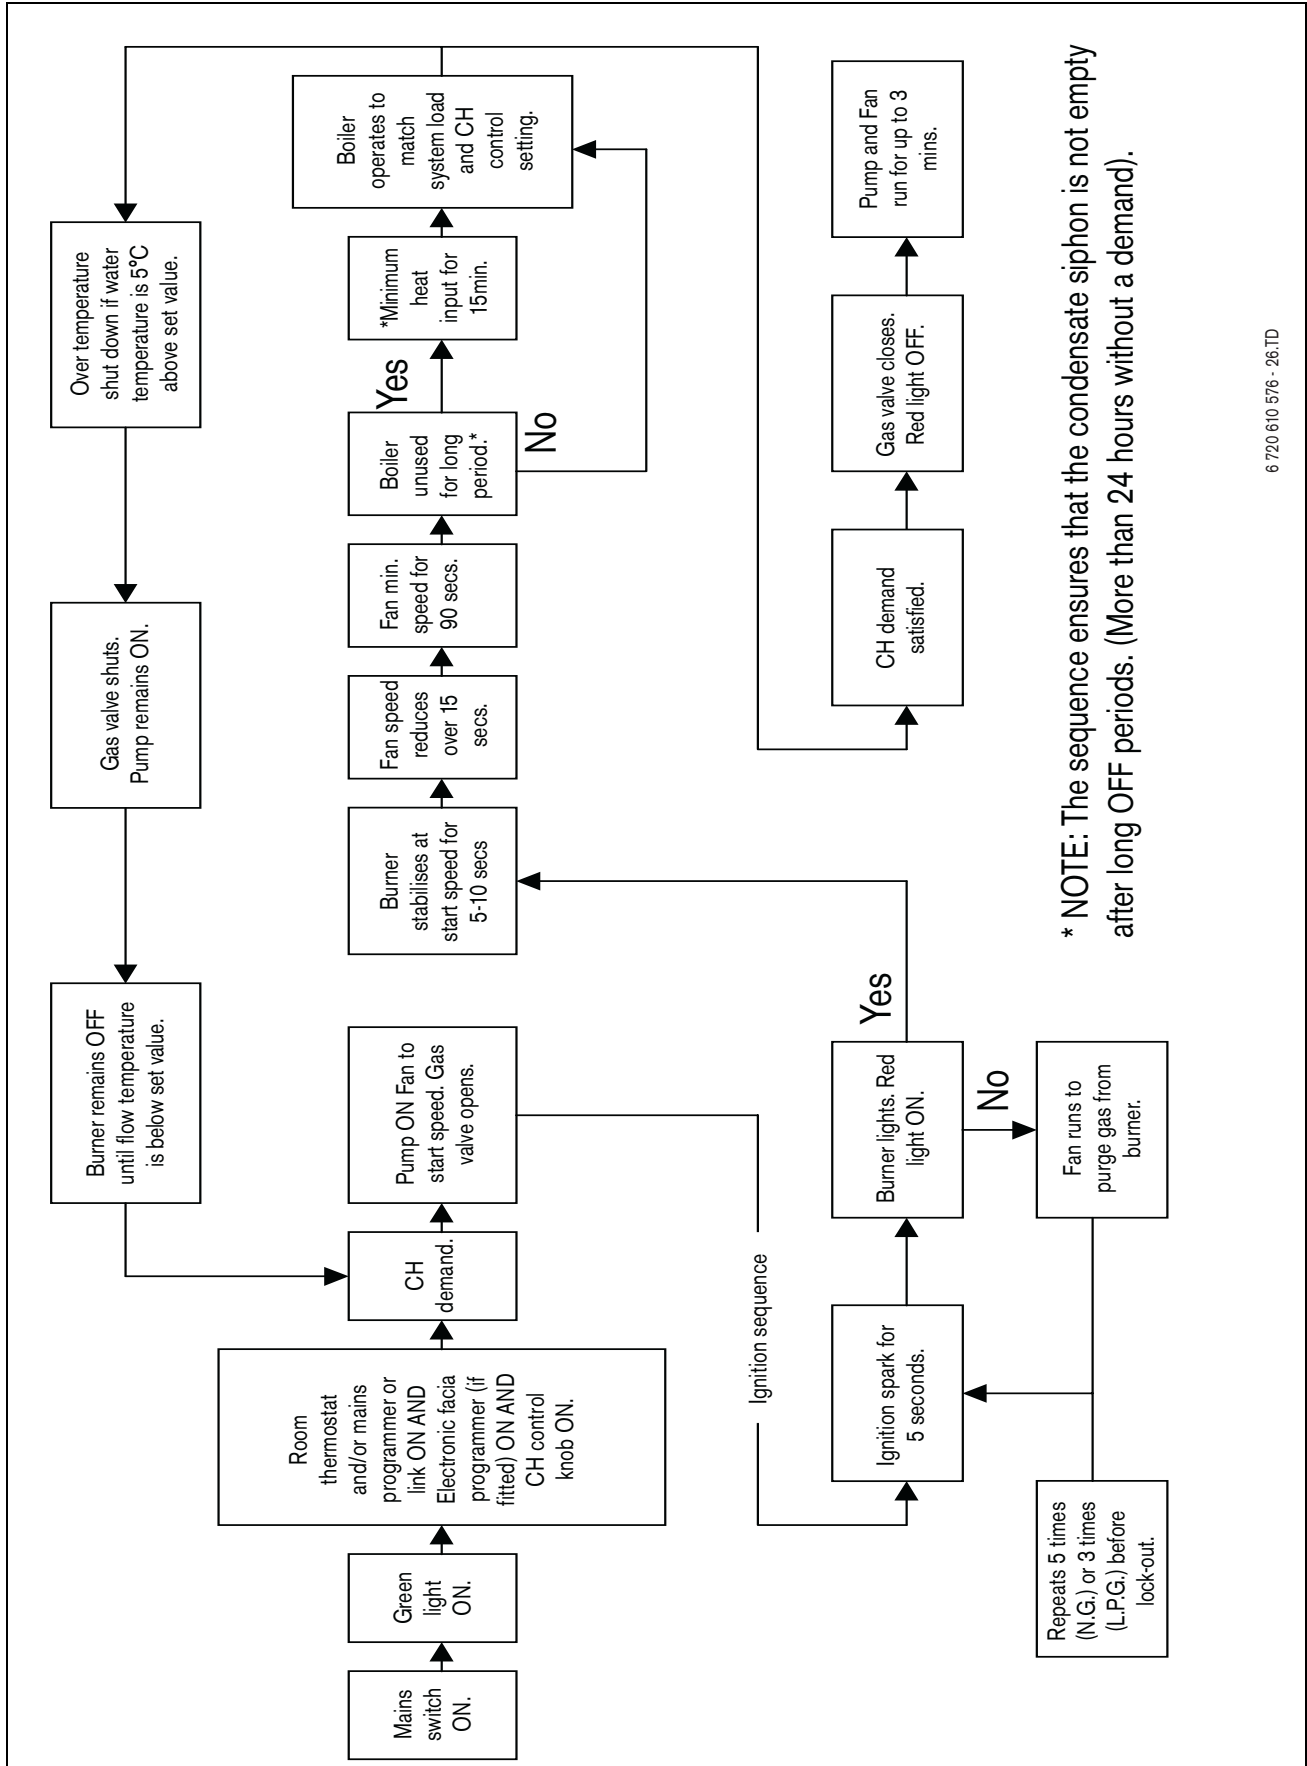 Mains
switch
ON.
Green
light
ON.
Room
thermostat
and/or mains
programmer or
link ON AND
Electronic facia
programmer (if
fitted) ON AND
CH control
knob ON.
CH
demand.
Pump ON Fan to
start speed. Gas
valve opens.
Ignition sequence
Ignition spark for
5 seconds.
Burner lights. Red
light ON.
Yes
No
Fan runs to
purge gas from
burner.
Repeats 5 times
(N.G.) or 3 times
(L.P.G.) before
lock-out.
Burner
stabilises at
start speed for
5-10 secs
Fan speed
reduces
over 15
secs.
Fan min.
speed for
90 secs.
Boiler
unused
for long
period.*
Yes
No
*Minimum
heat
input for
15min.
Boiler
operates to
match
system load
and CH
control
setting.
Over temperature
shut down if water
temperature is 5°C
above set value.
Gas valve shuts.
Pump remains ON.
Burner remains OFF
until flow temperature
is below set value.
CH demand
satisfied.
Gas valve closes.
Red light OFF.
Pump and Fan
run for up to 3
mins.
* NOTE: The sequence ensures that the condensate siphon is not empty
after long OFF periods. (More than 24 hours without a demand).
6 720 610 576 - 26.TD